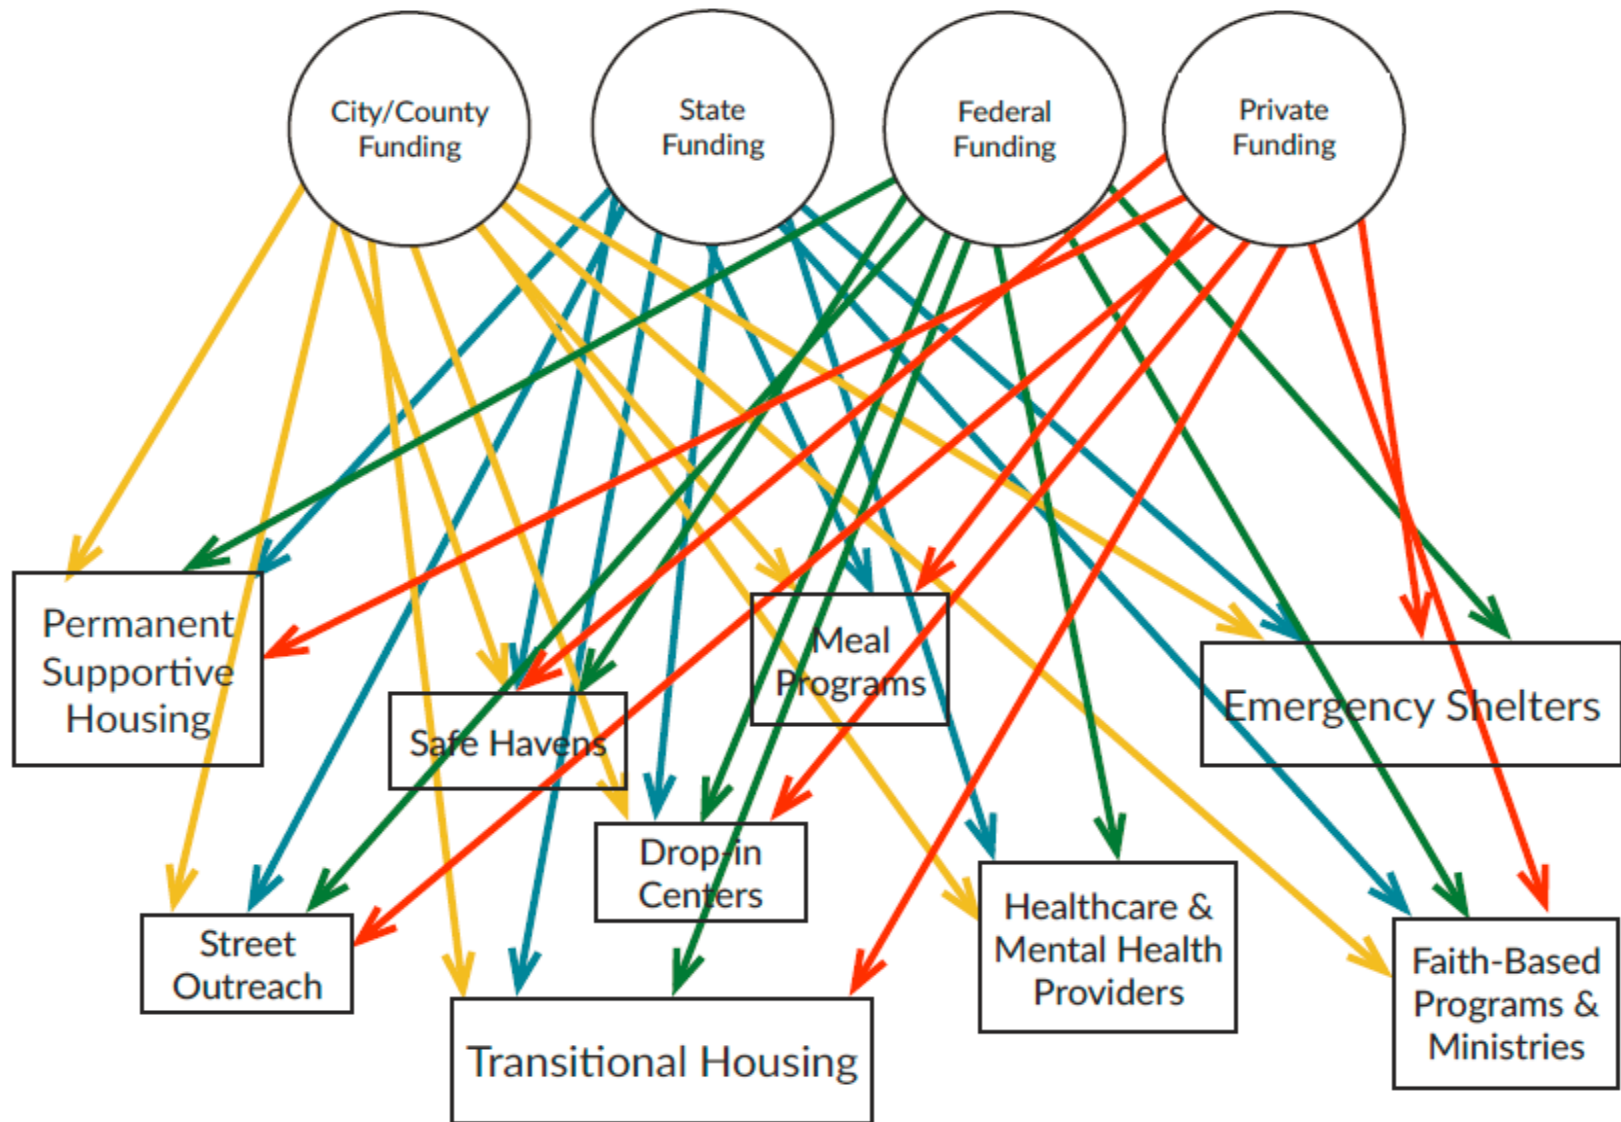 City/County
Funding
State
Funding
Federal
Funding
Private
Funding
Permanent
Supportive
Housing
Safe Havens
Meal
Programs
Emergency Shelters
Drop-in
Centers
Street
Outreach
Healthcare &
Mental Health
Providers
Faith-Based
Programs &
Ministries
Transitional Housing